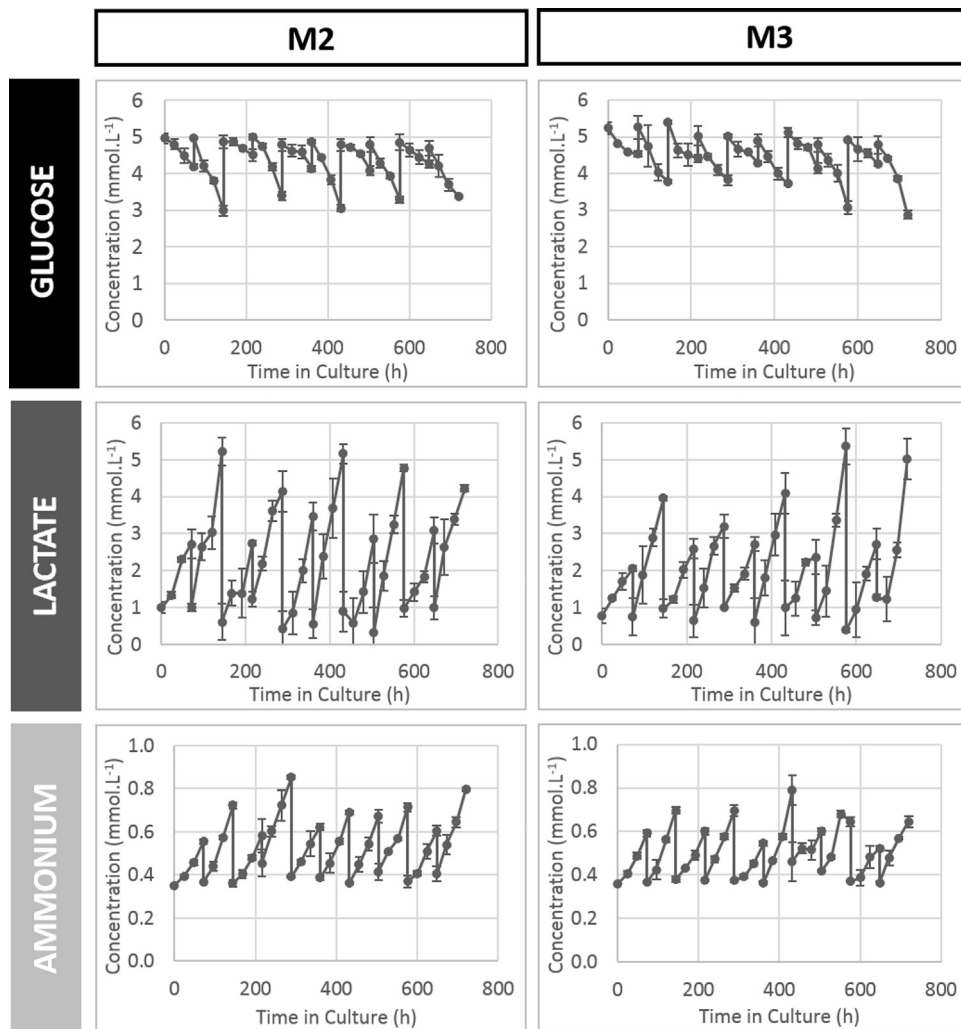 M2
M3
GLUCOSE
Concentration (mmol.L-1)
6
5
4
3
2
1
0
0 200 400 600 800
Time in Culture (h)
Concentration (mmol.L-1)
6
5
4
3
2
1
0
0 200 400 600 800
Time in Culture (h)
LACTATE
Concentration (mmol.L-1)
6
5
4
3
2
1
0
0 200 400 600 800
Time in Culture (h)
Concentration (mmol.L-1)
6
5
4
3
2
1
0
0 200 400 600 800
Time in Culture (h)
AMMONIUM
Concentration (mmol.L-1)
1.0
0.8
0.6
0.4
0.2
0.0
0 200 400 600 800
Time in Culture (h)
Concentration (mmol.L-1)
1.0
0.8
0.6
0.4
0.2
0.0
0 200 400 600 800
Time in Culture (h)